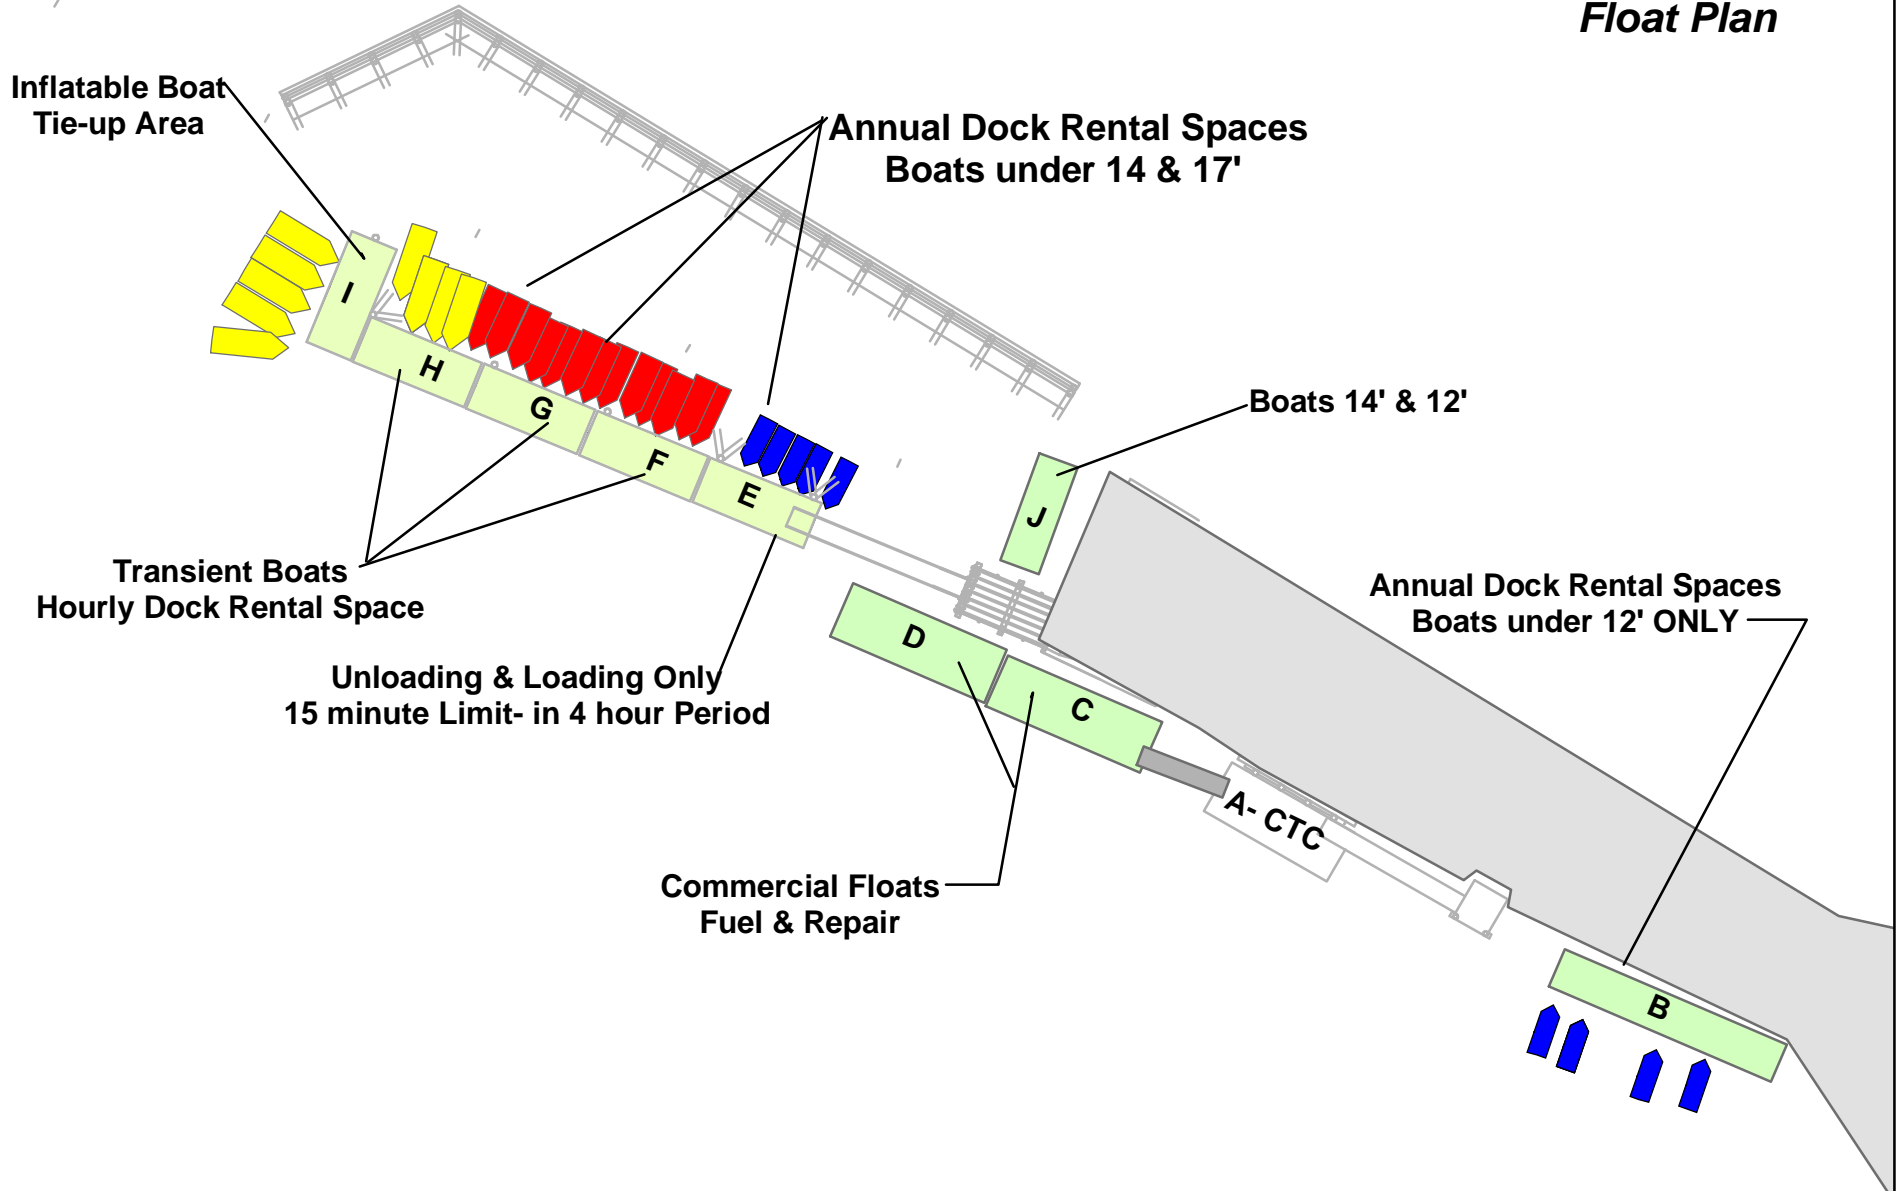 Float Plan
Inflatable Boat
Tie-up Area
Annual Dock Rental Spaces
Boats under 14 & 17'
I
H
G
F
E
Boats 14' & 12'
J
Transient Boats
Hourly Dock Rental Space
Annual Dock Rental Spaces
Boats under 12' ONLY
Unloading & Loading Only
15 minute Limit- in 4 hour Period
D
C
A- CTC
Commercial Floats
Fuel & Repair
B